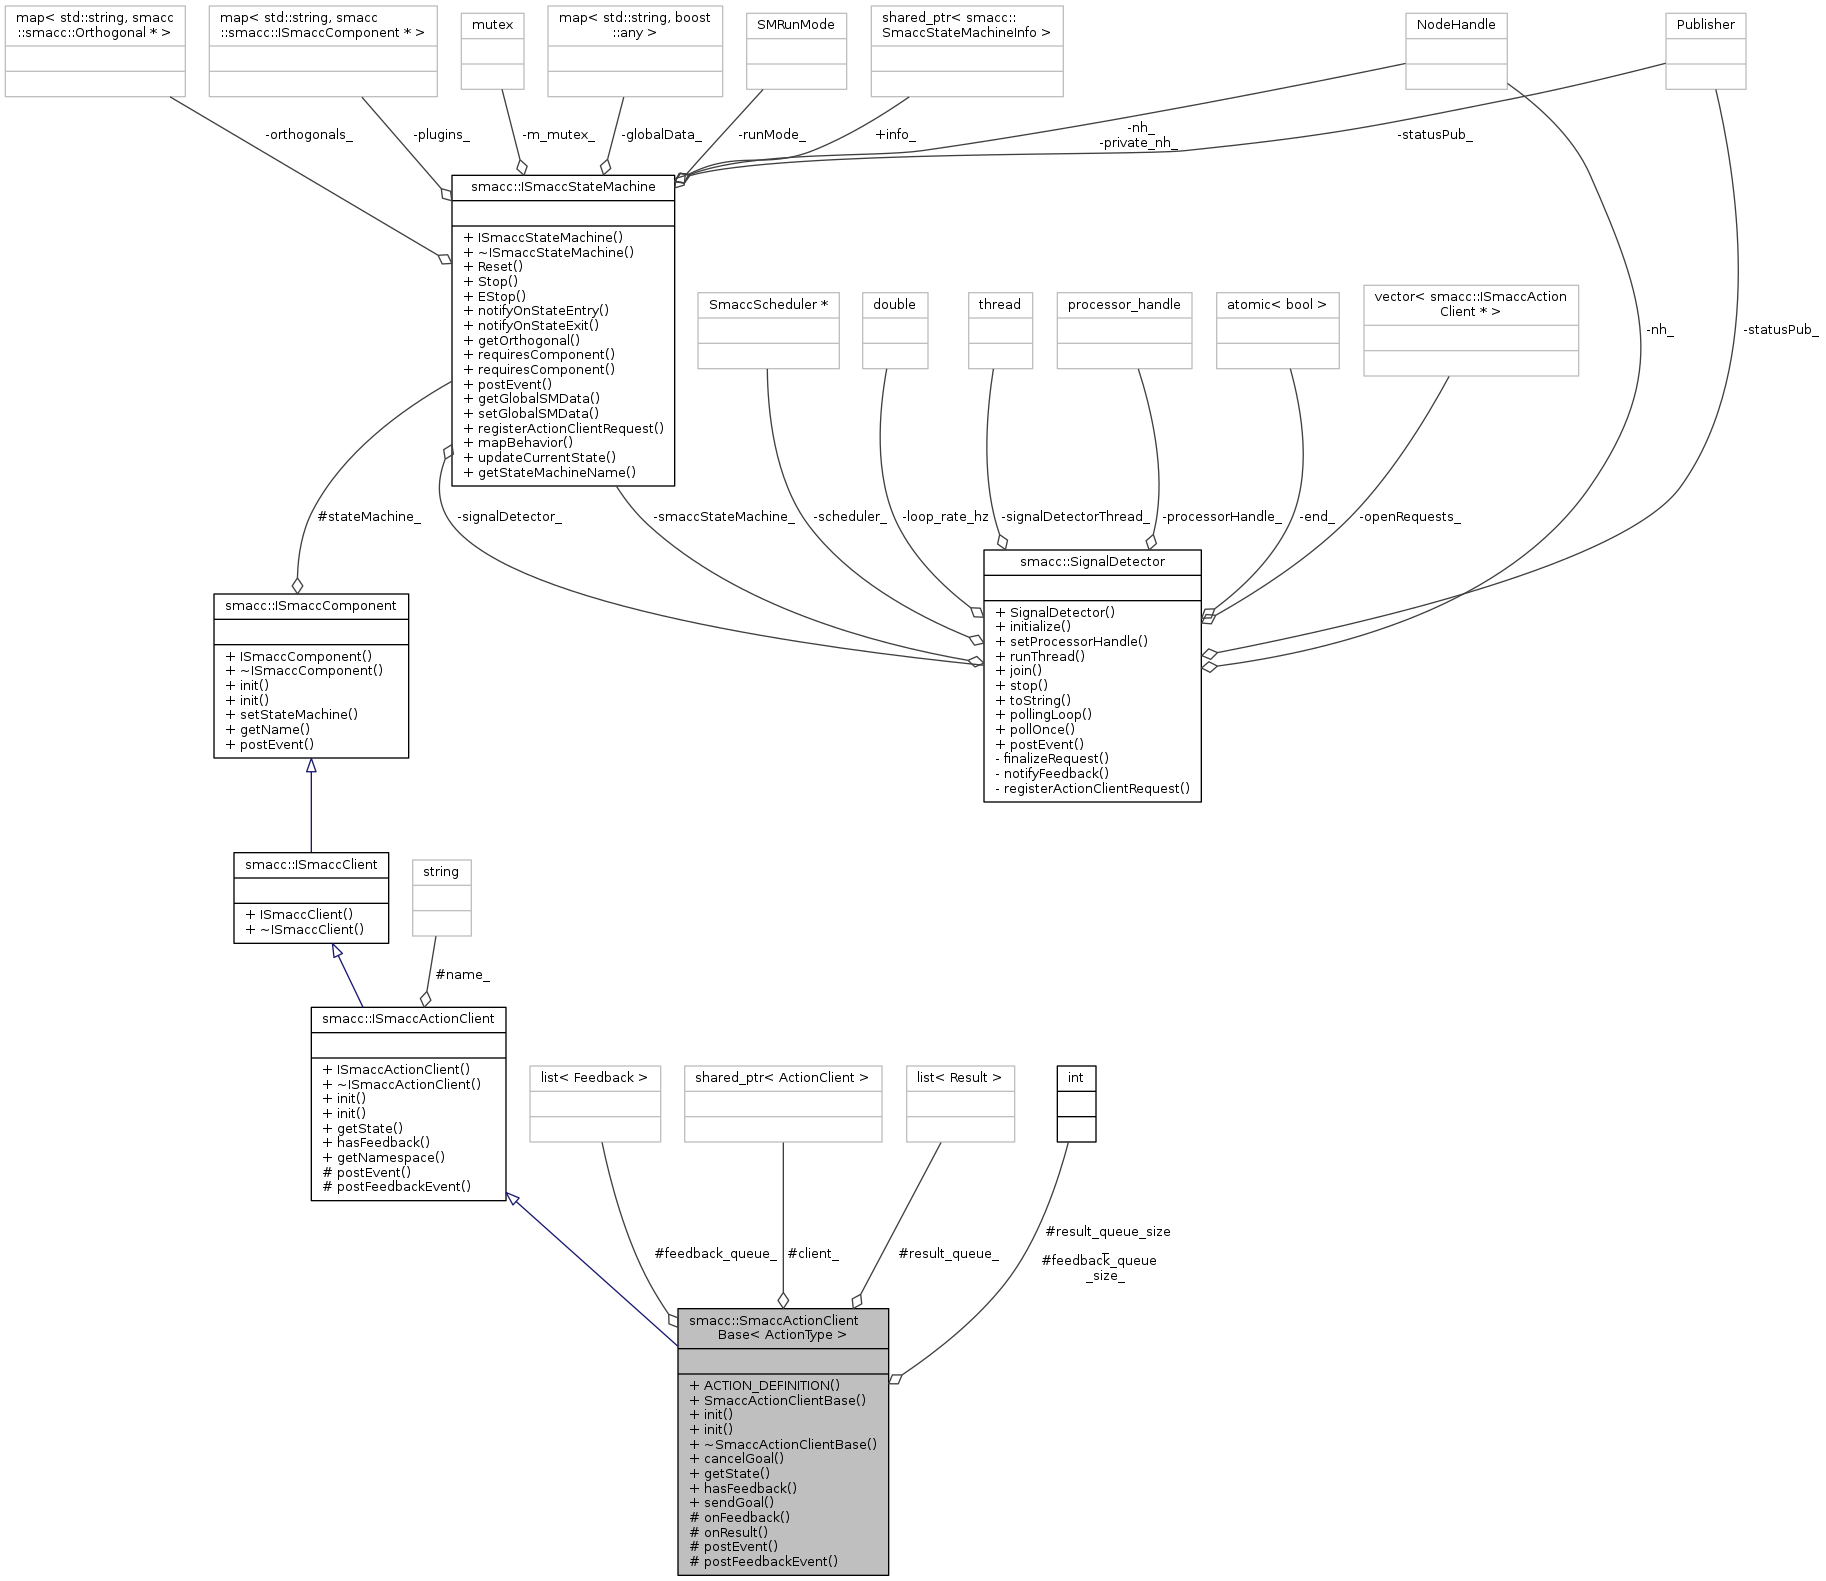 map< std::string, smacc
::smacc::Orthogonal * >
map< std::string, smacc
::smacc::ISmaccComponent * >
mutex
map< std::string, boost
::any >
SMRunMode
shared_ptr< smacc::
SmaccStateMachineInfo >
NodeHandle
Publisher
-orthogonals_
-plugins_
-m_mutex_
-globalData_
-runMode_
+info_
-nh_
-private_nh_
-statusPub_
smacc::ISmaccStateMachine
+ ISmaccStateMachine()
+ ~ISmaccStateMachine()
+ Reset()
+ Stop()
+ EStop()
+ notifyOnStateEntry()
+ notifyOnStateExit()
+ getOrthogonal()
+ requiresComponent()
+ requiresComponent()
+ postEvent()
+ getGlobalSMData()
+ setGlobalSMData()
+ registerActionClientRequest()
+ mapBehavior()
+ updateCurrentState()
+ getStateMachineName()
SmaccScheduler *
double
thread
processor_handle
atomic< bool >
vector< smacc::ISmaccAction
Client * >
-nh_
-statusPub_
#stateMachine_
-signalDetector_
-smaccStateMachine_
-scheduler_
-loop_rate_hz
-signalDetectorThread_
-processorHandle_
-end_
-openRequests_
smacc::SignalDetector
+ SignalDetector()
+ initialize()
+ setProcessorHandle()
+ runThread()
+ join()
+ stop()
+ toString()
+ pollingLoop()
+ pollOnce()
+ postEvent()
- finalizeRequest()
- notifyFeedback()
- registerActionClientRequest()
smacc::ISmaccComponent
+ ISmaccComponent()
+ ~ISmaccComponent()
+ init()
+ init()
+ setStateMachine()
+ getName()
+ postEvent()
smacc::ISmaccClient
+ ISmaccClient()
+ ~ISmaccClient()
string
#name_
smacc::ISmaccActionClient
+ ISmaccActionClient()
+ ~ISmaccActionClient()
+ init()
+ init()
+ getState()
+ hasFeedback()
+ getNamespace()
# postEvent()
# postFeedbackEvent()
list< Feedback >
shared_ptr< ActionClient >
list< Result >
int
#feedback_queue_
#client_
#result_queue_
#result_queue_size
_
#feedback_queue
_size_
smacc::SmaccActionClient
Base< ActionType >
+ ACTION_DEFINITION()
+ SmaccActionClientBase()
+ init()
+ init()
+ ~SmaccActionClientBase()
+ cancelGoal()
+ getState()
+ hasFeedback()
+ sendGoal()
# onFeedback()
# onResult()
# postEvent()
# postFeedbackEvent()